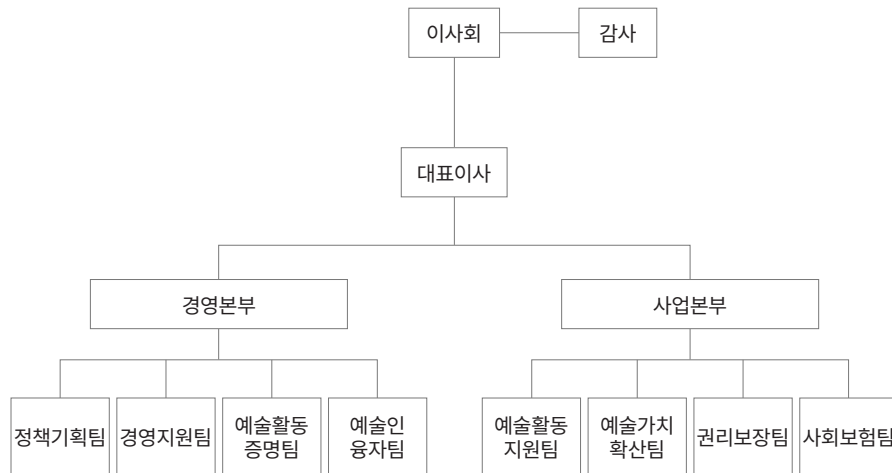 이사회
감사
대표이사
경영본부
사업본부
정책기획팀
경영지원팀
예술활동
증명팀
예술인
융자팀
예술활동
지원팀
예술가치
확산팀
권리보장팀
사회보험팀